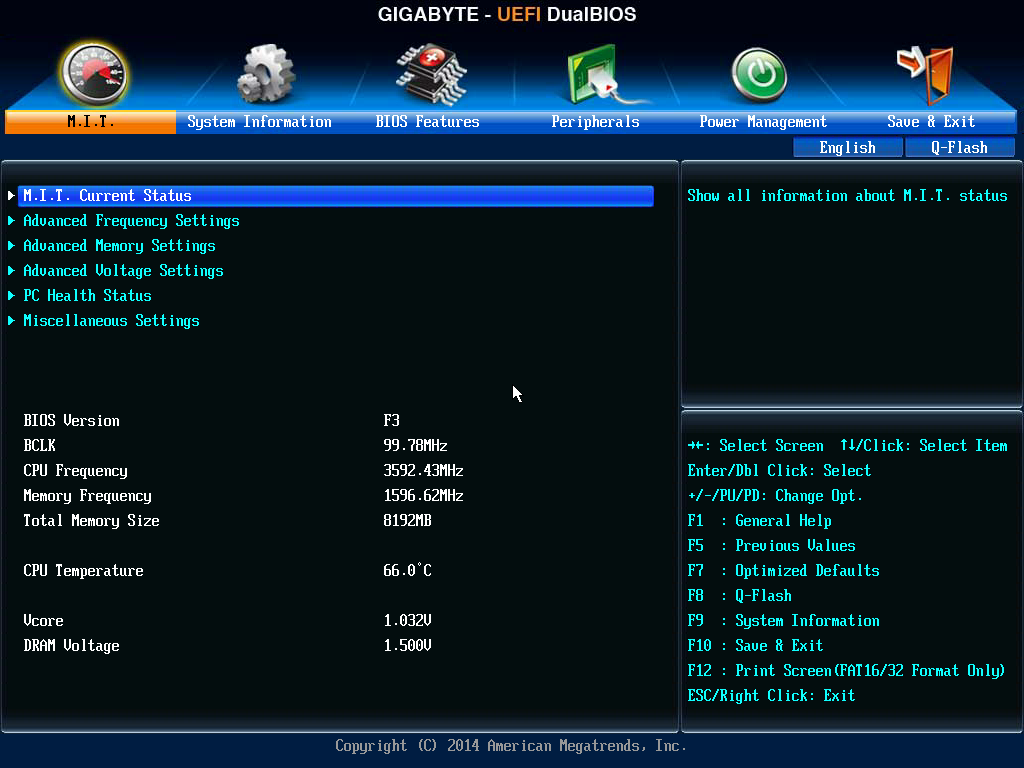 GIGABYTE - UEFI DualBIOS
M.I.T. System Information BIOS Features Peripherals Power Management Save & Exit
English Q-Flash
M.I.T. Current Status
Advanced Frequency Settings
Advanced Memory Settings
Advanced Voltage Settings
PC Health Status
Miscellaneous Settings
BIOS Version F3
BCLK 99.78MHz
CPU Frequency 3592.43MHz
Memory Frequency 1596.62MHz
Total Memory Size 8192MB
CPU Temperature 66.0°C
Vcore 1.032V
DRAM Voltage 1.500V
Show all information about M.I.T. status
→←: Select Screen ↑↓/Click: Select Item
Enter/Dbl Click: Select
+/-/PU/PD: Change Opt.
F1 : General Help
F5 : Previous Values
F7 : Optimized Defaults
F8 : Q-Flash
F9 : System Information
F10 : Save & Exit
F12 : Print Screen(FAT16/32 Format Only)
ESC/Right Click: Exit
Copyright (C) 2014 American Megatrends, Inc.